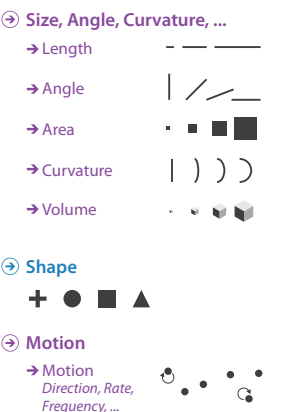 Size, Angle, Curvature, ...
Length
Angle
Area
Curvature
Volume
Shape
Motion
Motion
Direction, Rate,
Frequency, ...